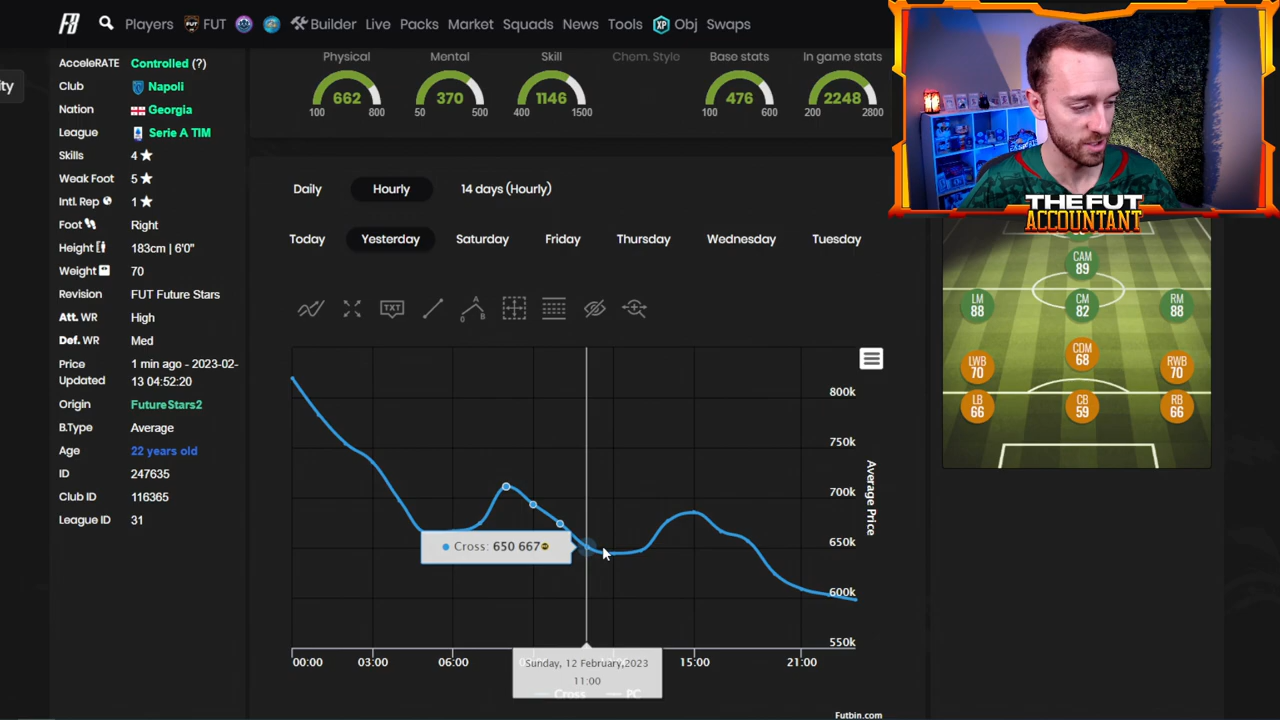 F8 Players FUT Builder Live Packs Market Squads News Tools XP Obj Swaps
ity
AcceleRATE Controlled (?)
Club Napoli
Nation Georgia
League Serie A TIM
Skills 4
Weak Foot 5
Intl. Rep 1
Foot Right
Height 183cm | 6'0"
Weight 70
Revision FUT Future Stars
Att. WR High
Def. WR Med
Price Updated 1 min ago - 2023-02-13 04:52:20
Origin FutureStars2
B.Type Average
Age 22 years old
ID 247635
Club ID 116365
League ID 31
Physical Mental Skill Chem. Style Base stats In game stats
662 370 1146 476 2248
100 800 50 500 400 1500 100 600 200 2800
Daily Hourly 14 days (Hourly)
Today Yesterday Saturday Friday Thursday Wednesday Tuesday
TXT
A
0 B
800k
750k
700k
650k
600k
550k
Average Price
Cross: 650 667
00:00 03:00 06:00 15:00 21:00
Sunday, 12 February, 2023
11:00
Cross PC
Futbin.com
THE FUT
ACCOUNTANT
CAM
89
LM
88
CM
82
RM
88
LWB
70
CDM
68
RWB
70
LB
66
CB
59
RB
66